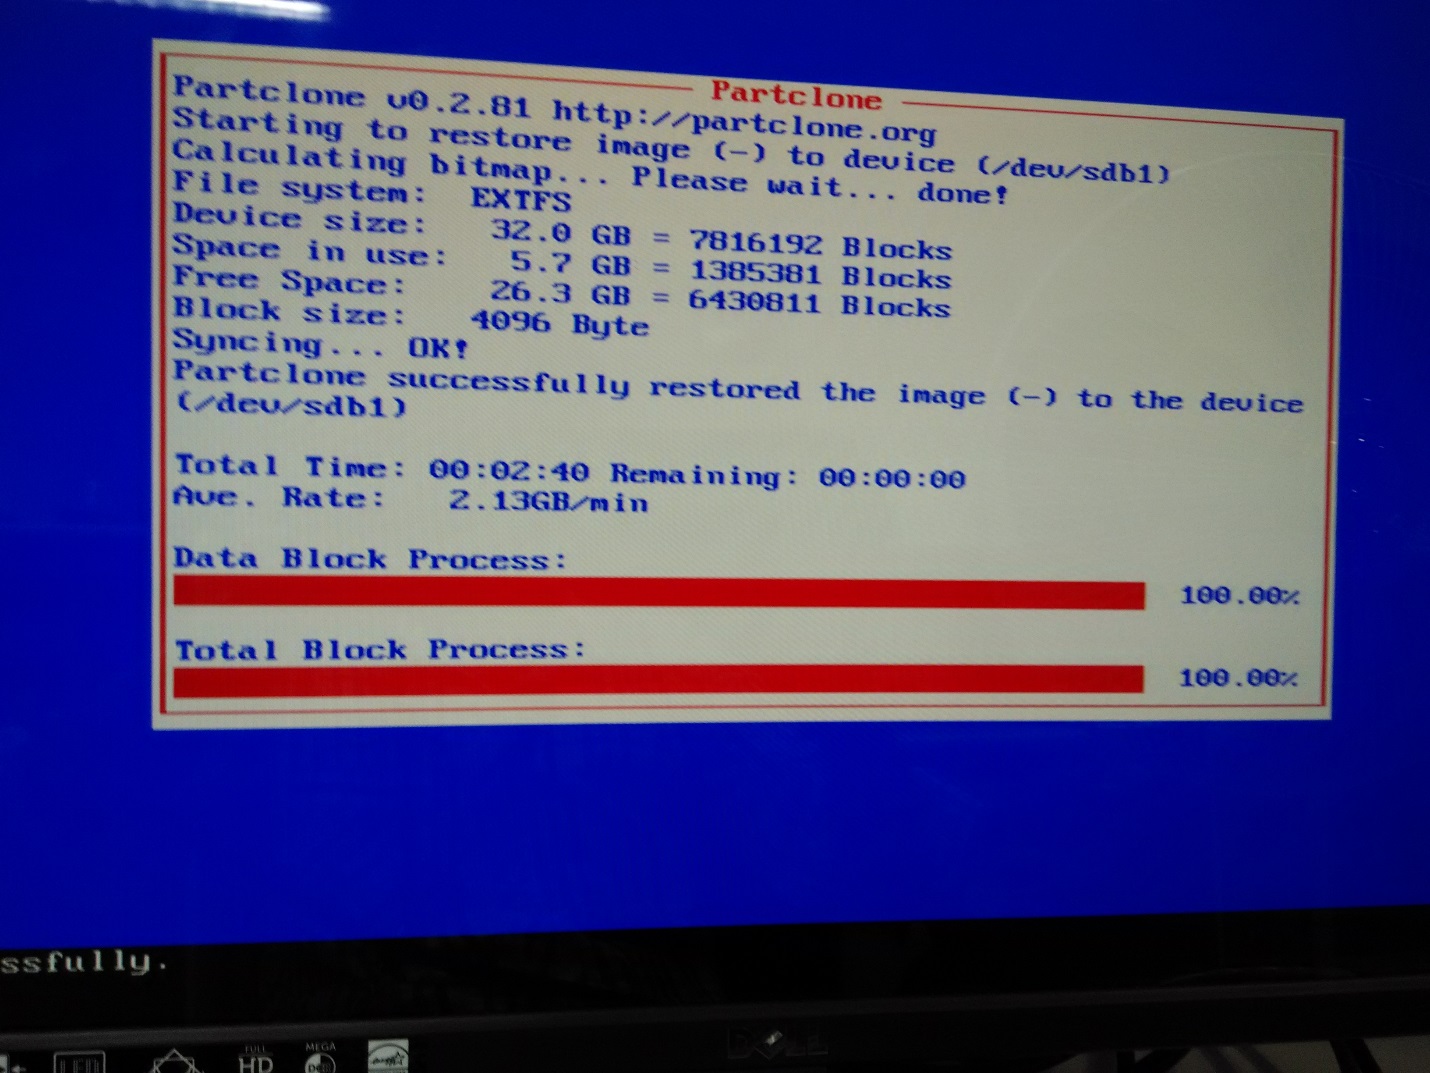 Partclone
Partclone v0.2.81 http://partclone.org
Starting to restore image (-) to device (/dev/sdb1)
Calculating bitmap... Please wait... done!
File system: EXTFS
Device size: 32.0 GB = 7816192 Blocks
Space in use: 5.7 GB = 1385381 Blocks
Free Space: 26.3 GB = 6430811 Blocks
Block size: 4096 Byte
Syncing... OK!
Partclone successfully restored the image (-) to the device
(/dev/sdb1)
Total Time: 00:02:40 Remaining: 00:00:00
Ave. Rate: 2.13GB/min
Data Block Process:
100.00%
Total Block Process:
100.00%
ssfully.
DELL
LED
FULL
HD
MEGA